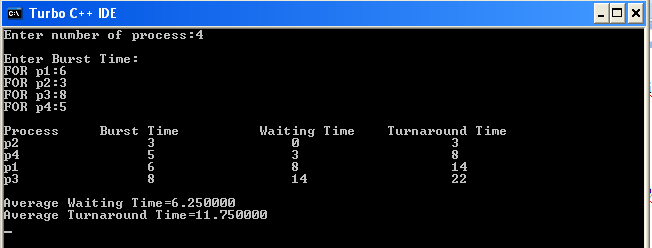 Turbo C++ IDE
Enter number of process:4
Enter Burst Time:
FOR p1:6
FOR p2:3
FOR p3:8
FOR p4:5
Process Burst Time Waiting Time Turnaround Time
p2 3 0 3
p4 5 3 8
p1 6 8 14
p3 8 14 22
Average Waiting Time=6.250000
Average Turnaround Time=11.750000